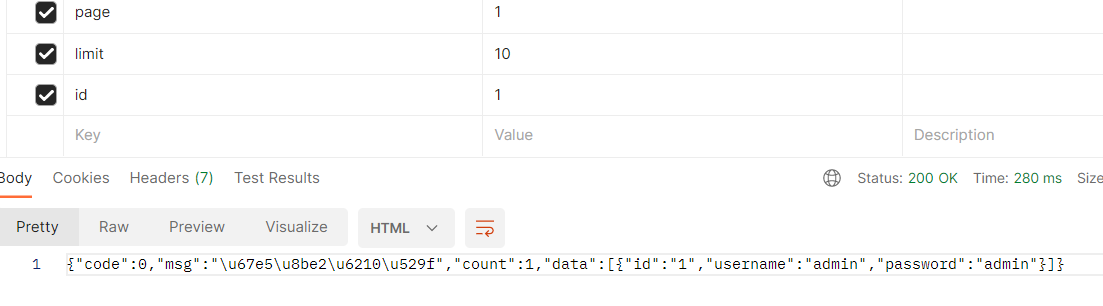 page 1
limit 10
id 1
Key Value Description
Body Cookies Headers (7) Test Results Status: 200 OK Time: 280 ms Size
Pretty Raw Preview Visualize HTML
1 {"code":0,"msg":"\u67e5\u8be2\u6210\u529f","count":1,"data":[{"id":"1","username":"admin","password":"admin"}]}